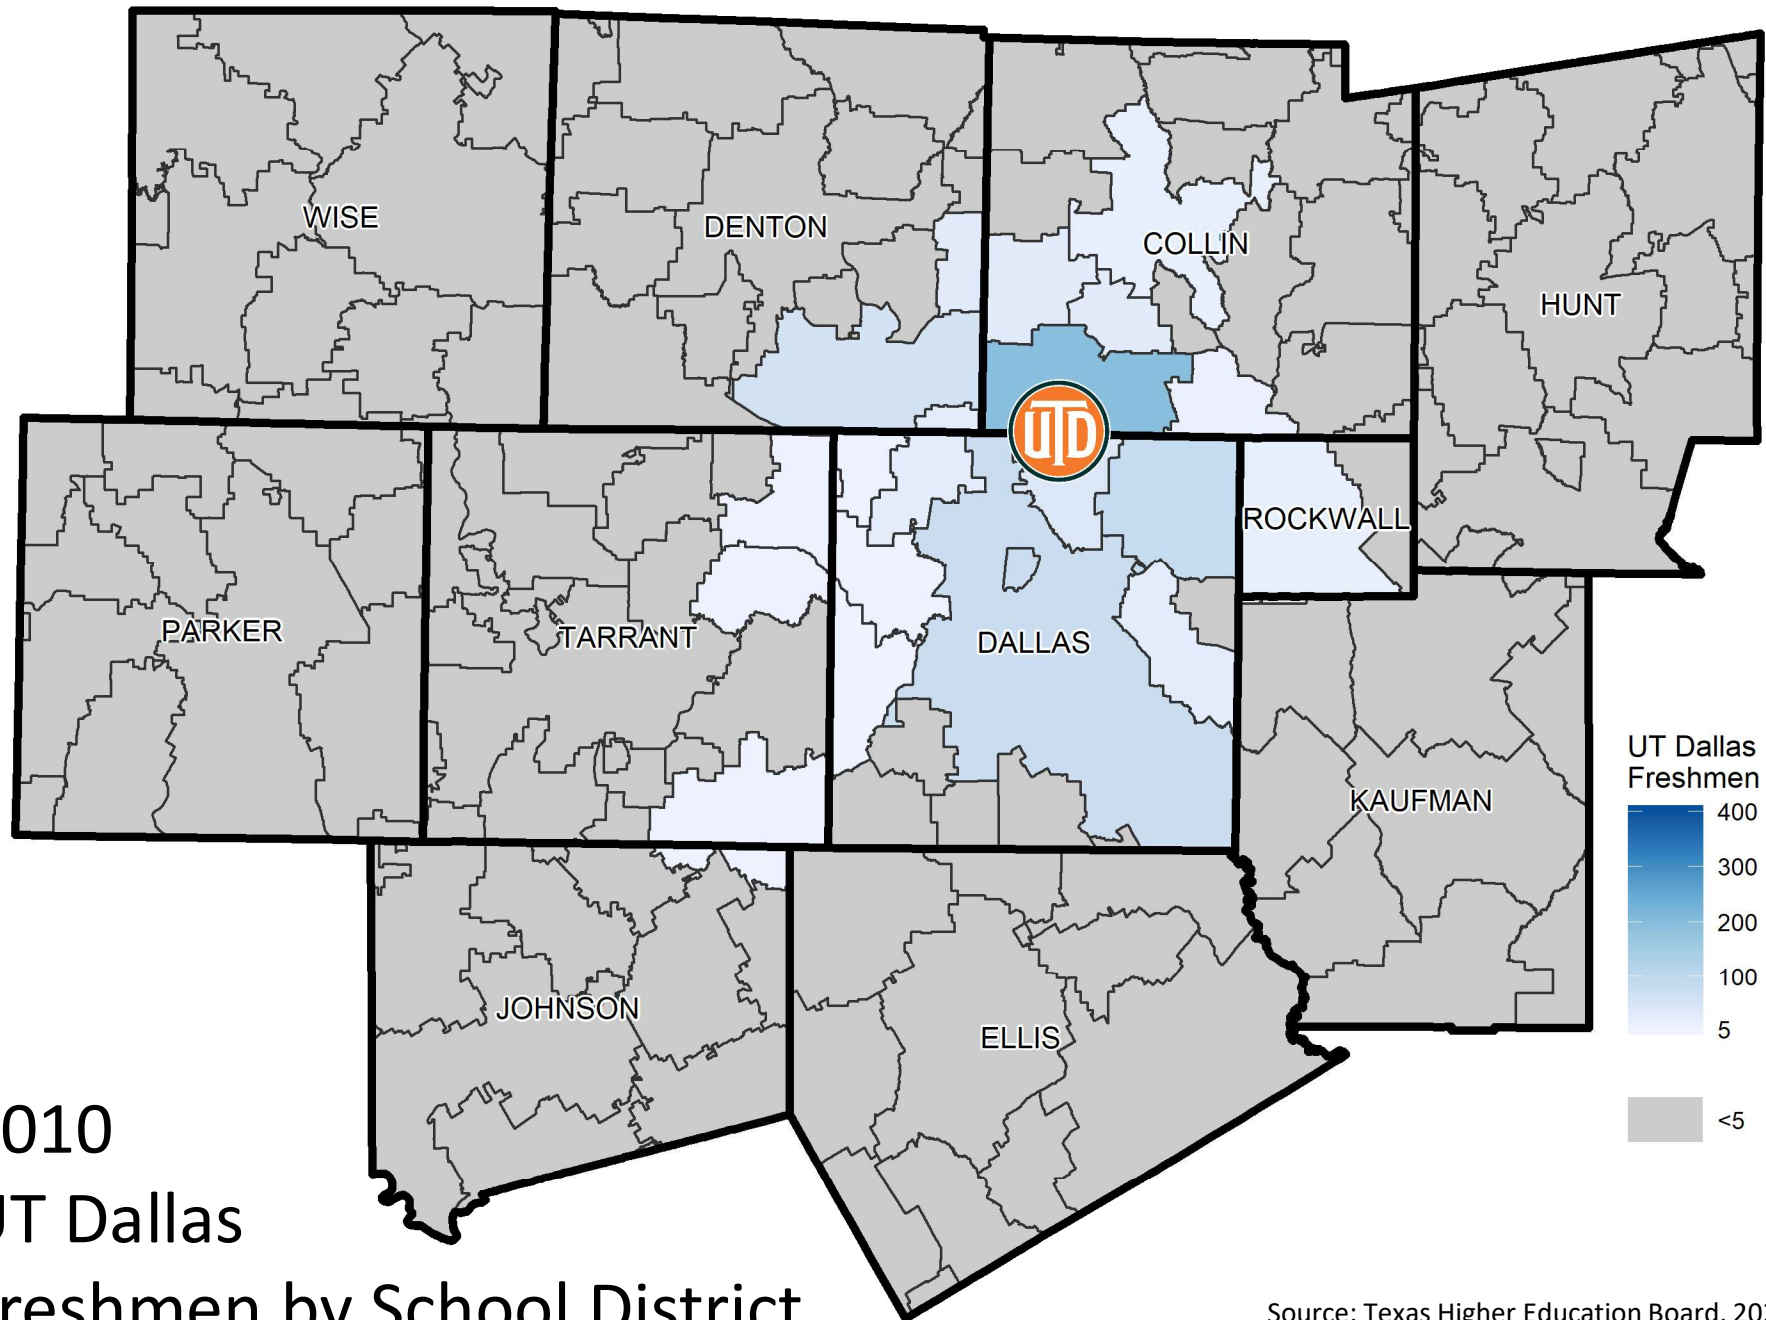 WISE
DENTON
COLLIN
HUNT
UTD
ROCKWALL
PARKER
TARRANT
DALLAS
KAUFMAN
JOHNSON
ELLIS
UT Dallas
Freshmen
400
300
200
100
5
<5
010
UT Dallas
reshmen by School District
Source: Texas Higher Education Board, 20